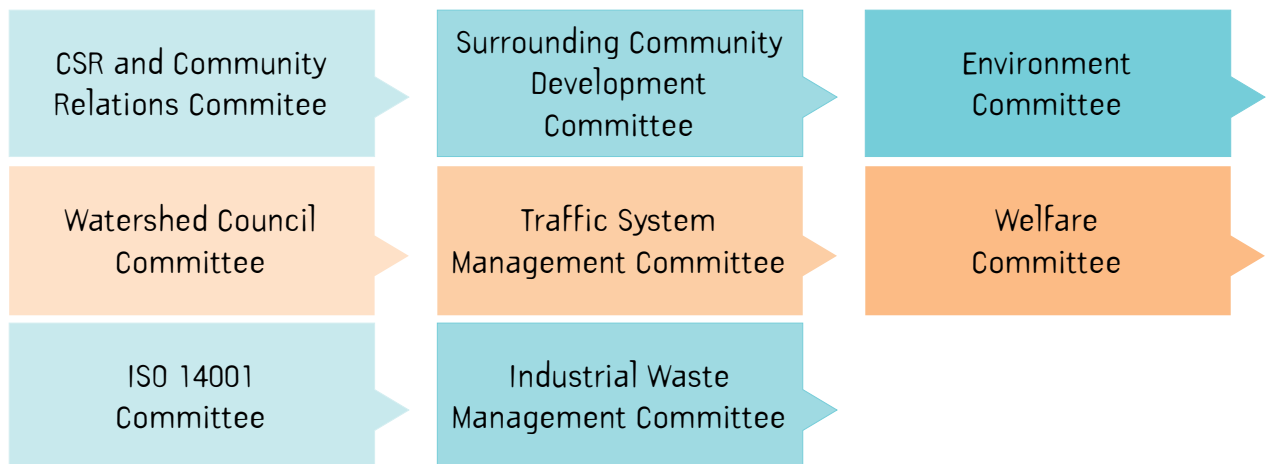 CSR and Community
Relations Commitee
Surrounding Community
Development
Committee
Environment
Committee
Watershed Council
Committee
Traffic System
Management Committee
Welfare
Committee
ISO 14001
Committee
Industrial Waste
Management Committee